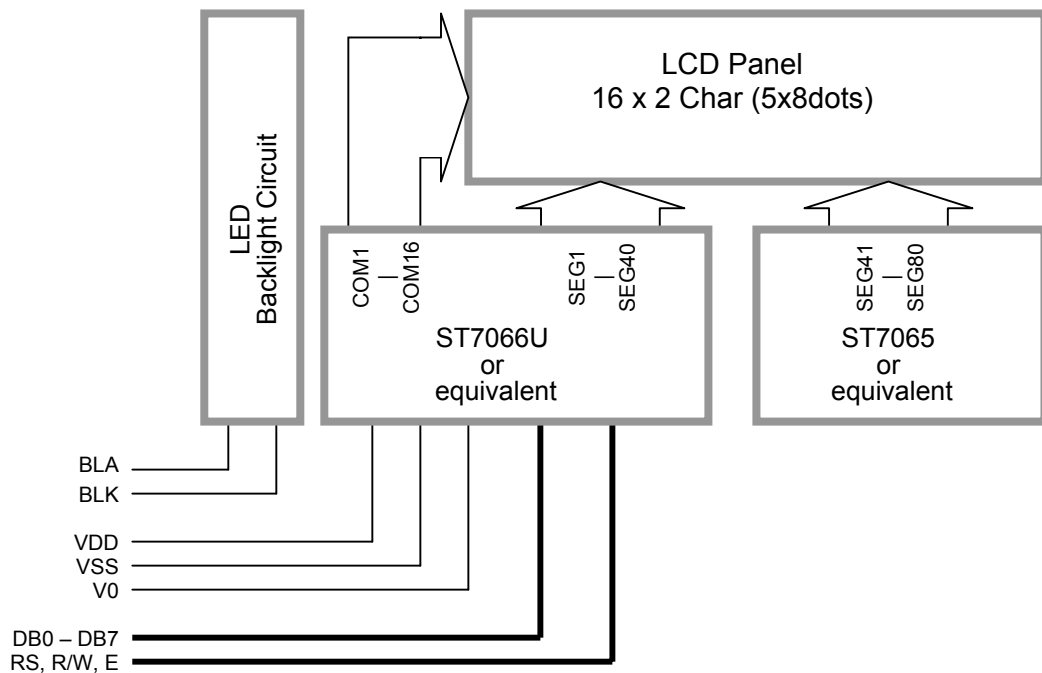 LCD Panel
16 x 2 Char (5x8dots)
LED
Backlight Circuit
COM1
—
COM16
SEG1
—
SEG40
SEG41
—
SEG80
ST7066U
or
equivalent
ST7065
or
equivalent
BLA
BLK
VDD
VSS
V0
DB0 – DB7
RS, R/W, E